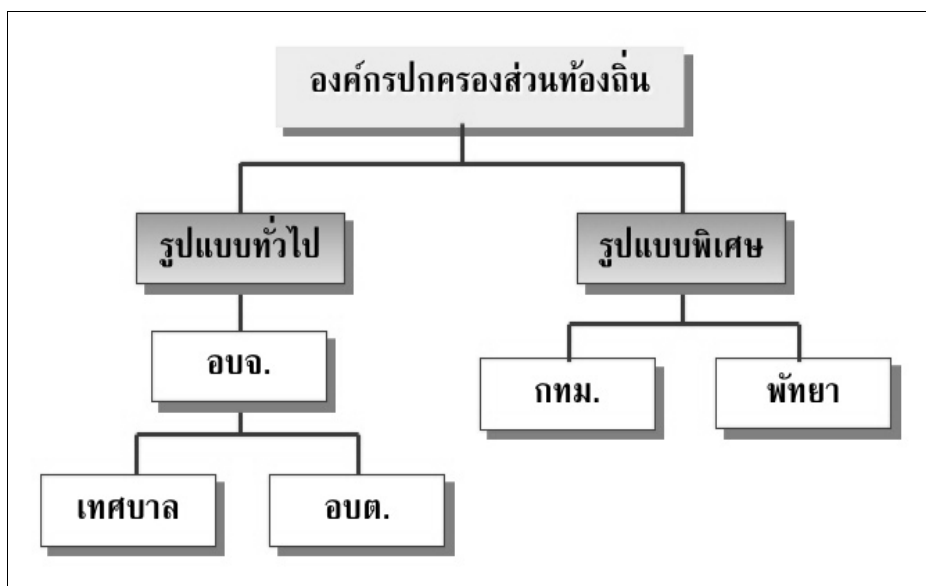 องค์กรปกครองส่วนท้องถิ่น
รูปแบบทั่วไป
รูปแบบพิเศษ
อบจ.
กทม.
พัทยา
เทศบาล
อบต.